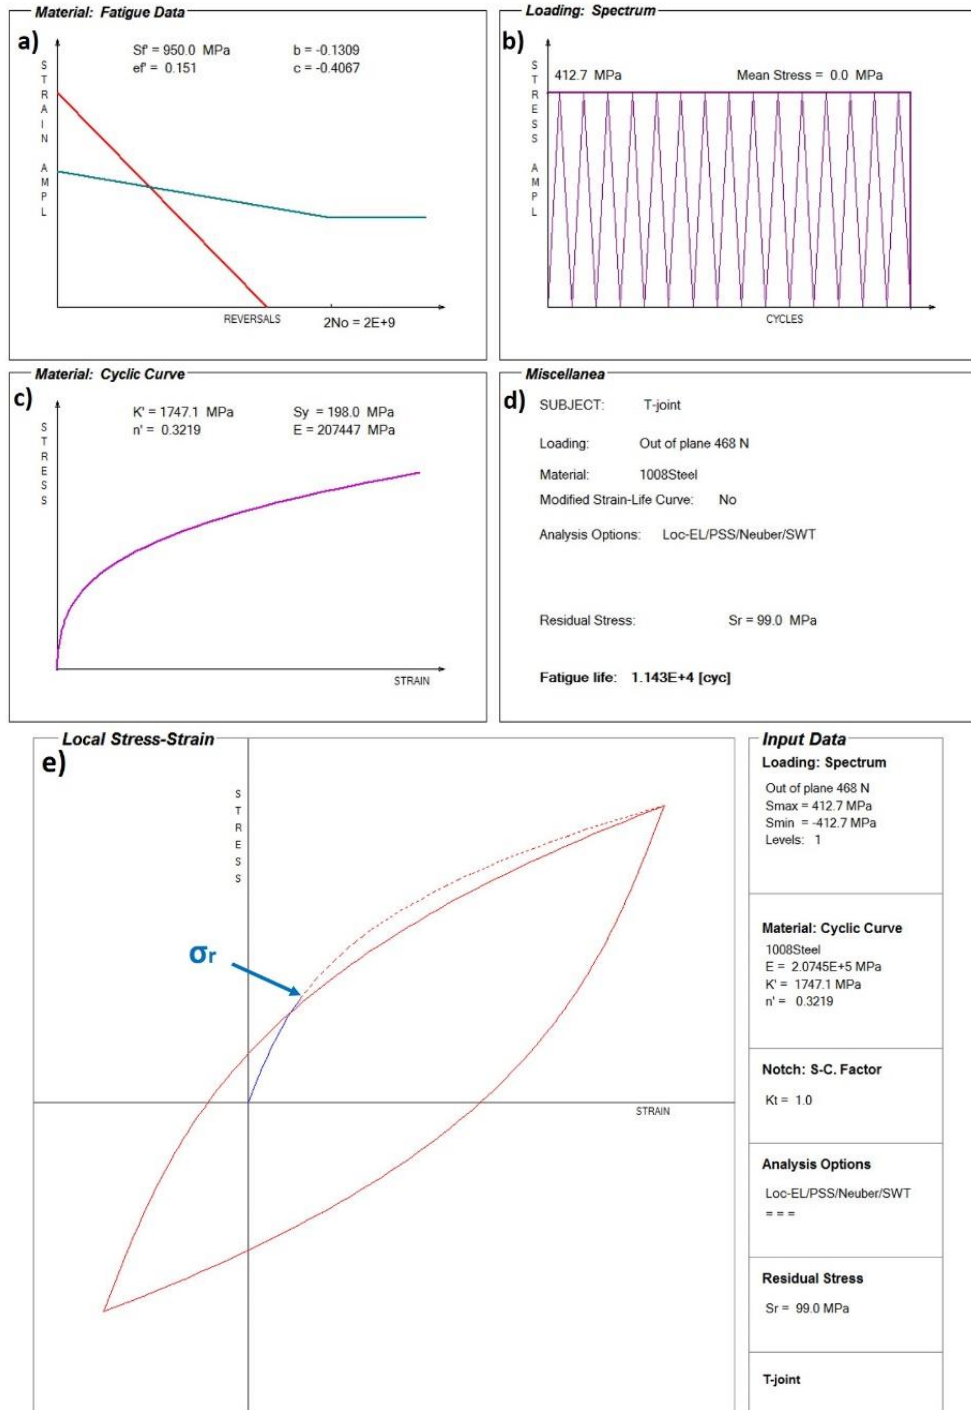 Material: Fatigue Data
a)
Sf' = 950.0 MPa b = -0.1309
ef' = 0.151 c = -0.4067
STRAIN AMPL
REVERSALS
2No = 2E+9
Loading: Spectrum
b)
412.7 MPa Mean Stress = 0.0 MPa
STRESS AMPL
CYCLES
Material: Cyclic Curve
c)
K' = 1747.1 MPa Sy = 198.0 MPa
n' = 0.3219 E = 207447 MPa
STRESS
STRAIN
Miscellanea
d)
SUBJECT: T-joint
Loading: Out of plane 468 N
Material: 1008Steel
Modified Strain-Life Curve: No
Analysis Options: Loc-EL/PSS/Neuber/SWT
Residual Stress: Sr = 99.0 MPa
Fatigue life: 1.143E+4 [cyc]
Local Stress-Strain
e)
STRESS
σr
STRAIN
Input Data
Loading: Spectrum
Out of plane 468 N
Smax = 412.7 MPa
Smin = -412.7 MPa
Levels: 1
Material: Cyclic Curve
1008Steel
E = 2.0745E+5 MPa
K' = 1747.1 MPa
n' = 0.3219
Notch: S-C. Factor
Kt = 1.0
Analysis Options
Loc-EL/PSS/Neuber/SWT
= = =
Residual Stress
Sr = 99.0 MPa
T-joint